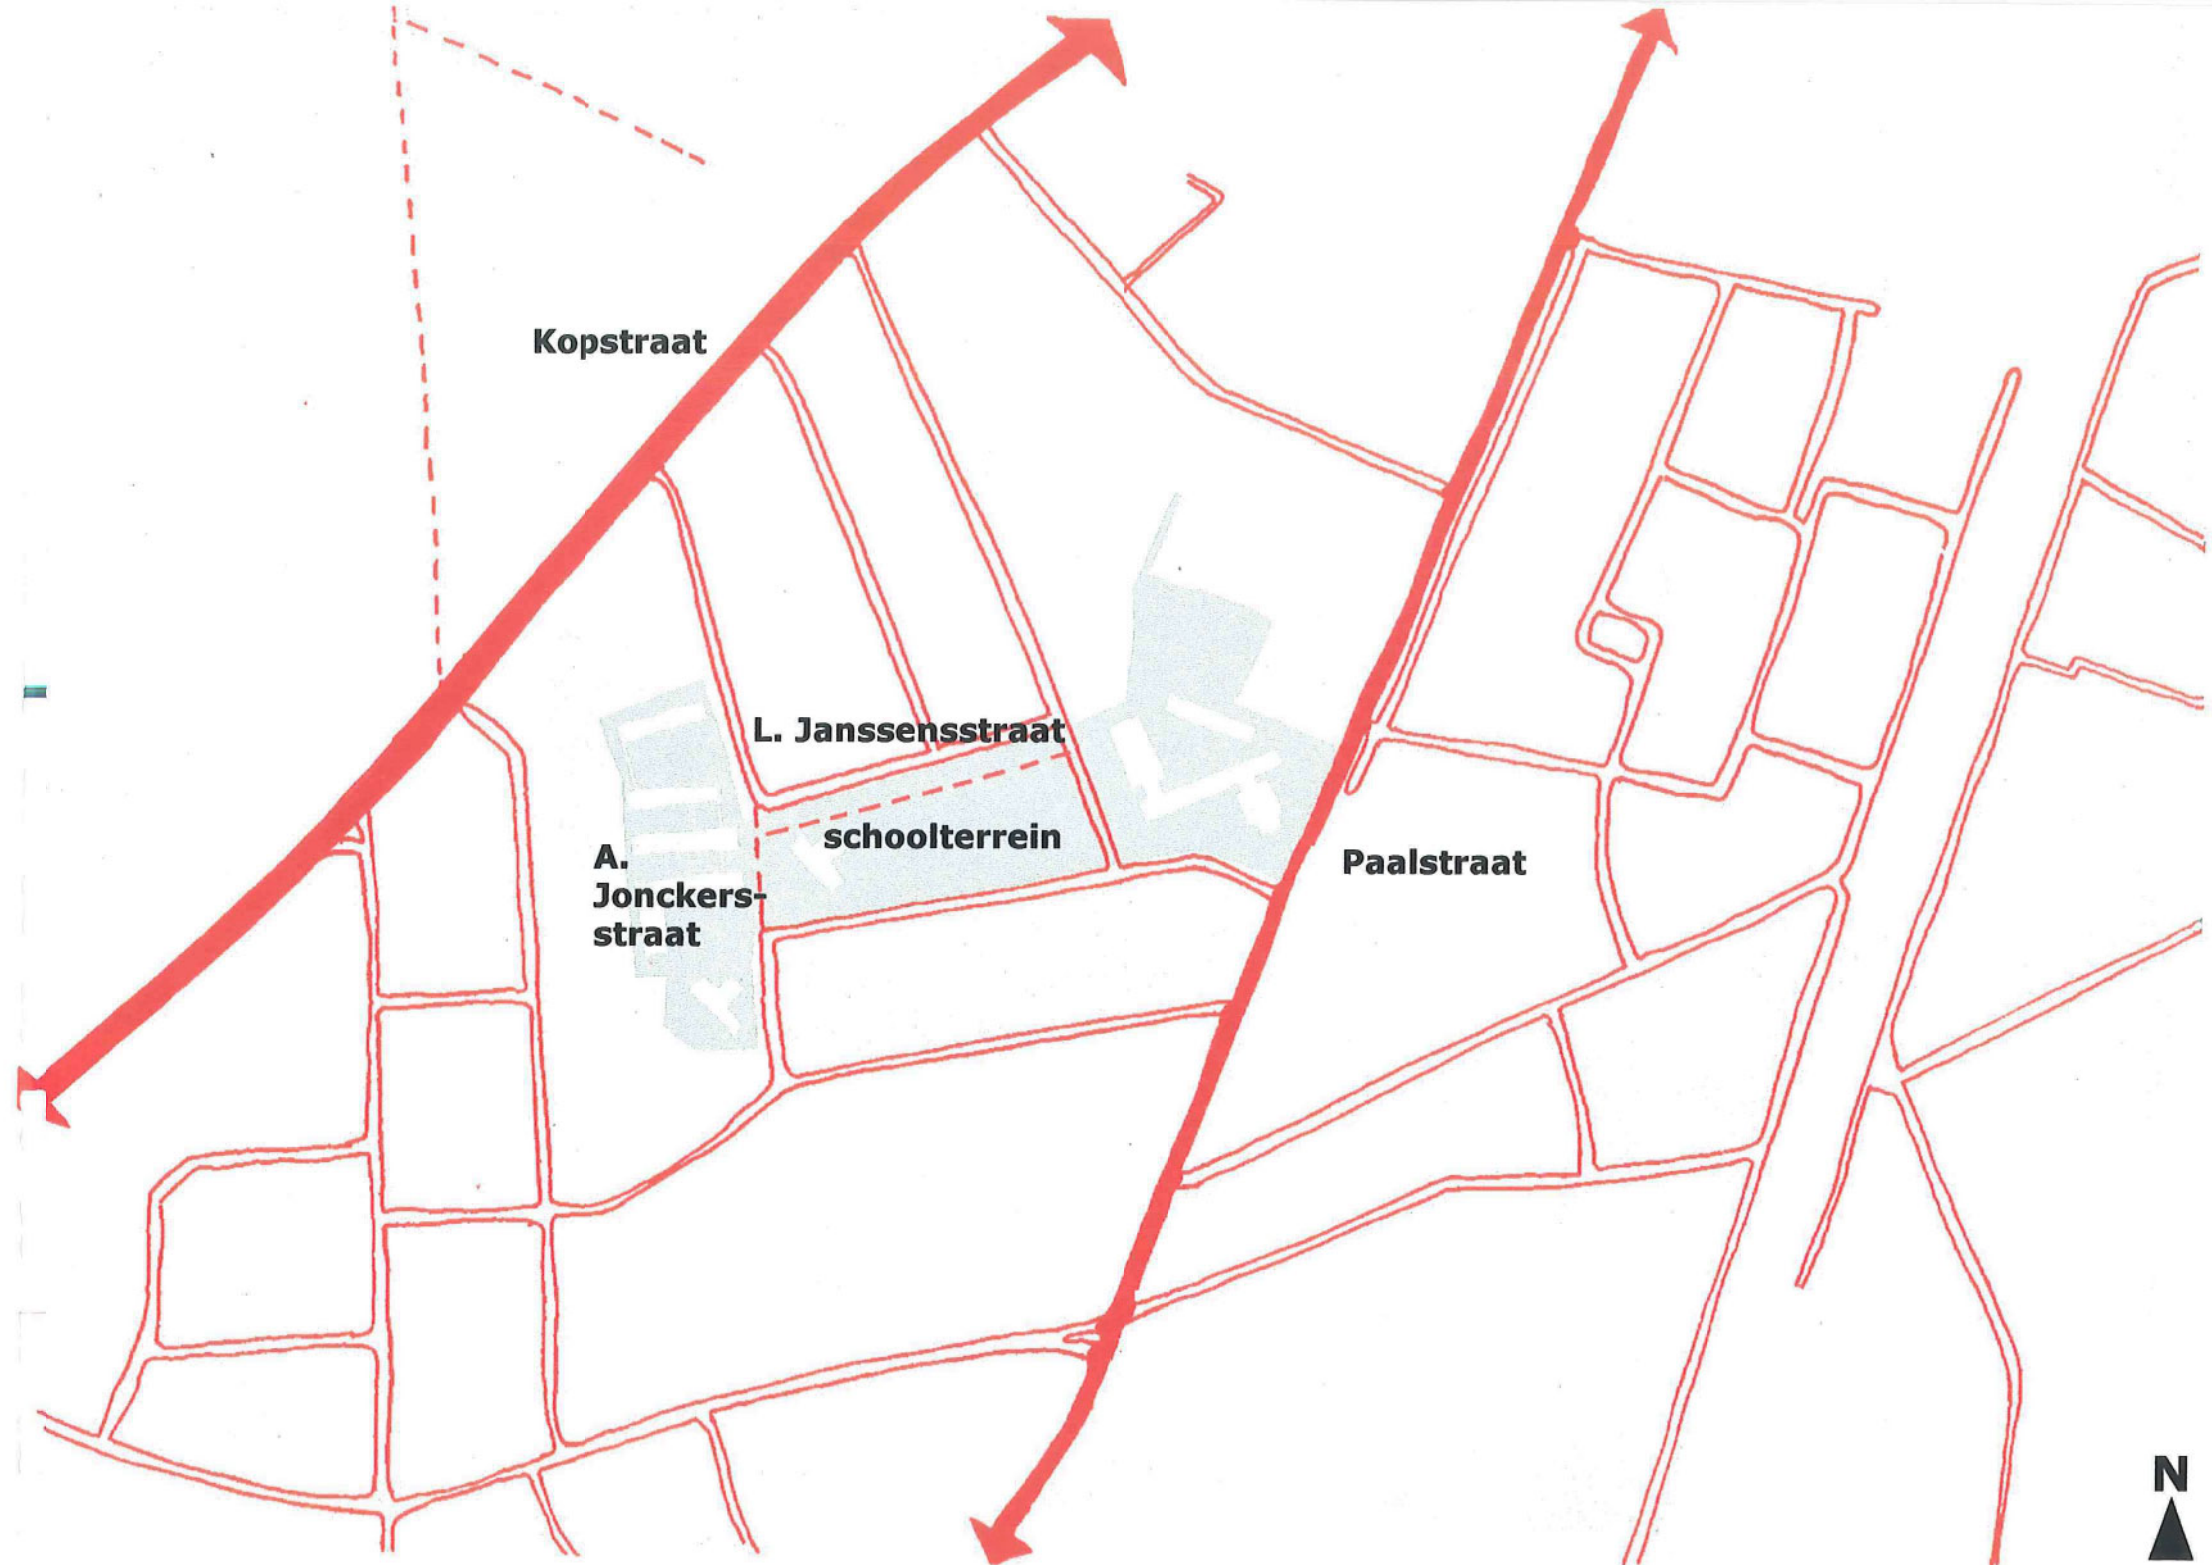 Kopstraat
L. Janssensstraat
schoolterrein
A.
Jonckers-
straat
Paalstraat
N